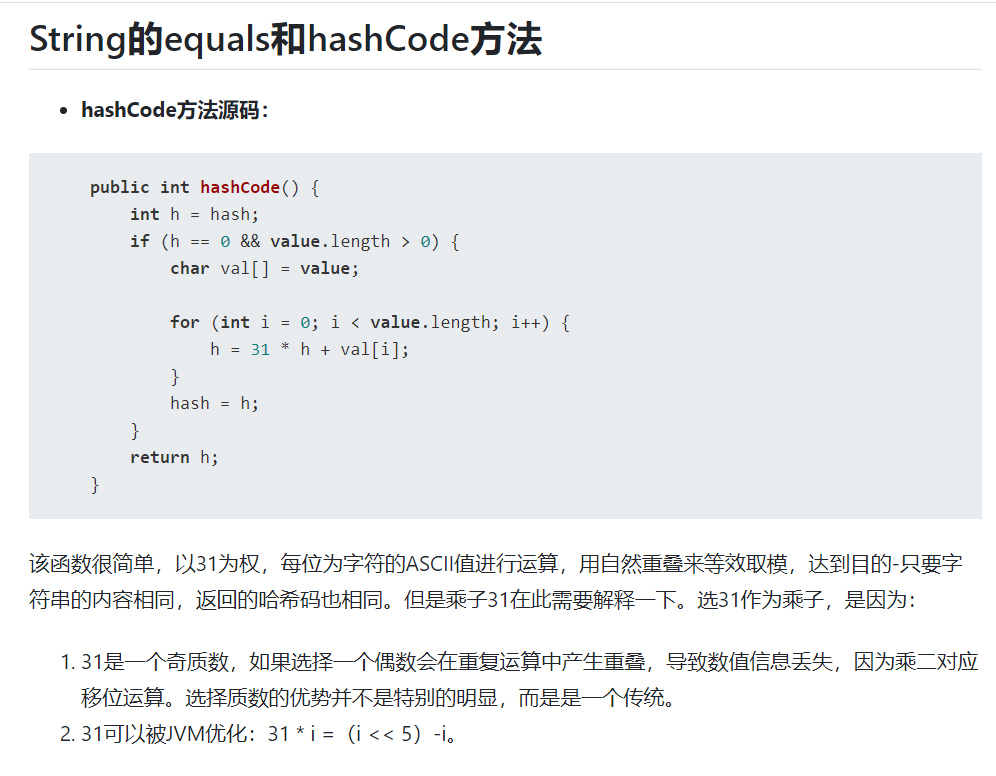 String的equals和hashCode方法
• hashCode方法源码：
public int hashCode() {
int h = hash;
if (h == 0 && value.length > 0) {
char val[] = value;
for (int i = 0; i < value.length; i++) {
h = 31 * h + val[i];
}
hash = h;
}
return h;
}
该函数很简单，以31为权，每位为字符的ASCII值进行运算，用自然重叠来等效取模，达到目的-只要字
符串的内容相同，返回的哈希码也相同。但是乘子31在此需要解释一下。选31作为乘子，是因为：
1. 31是一个奇质数，如果选择一个偶数会在重复运算中产生重叠，导致数值信息丢失，因为乘二对应
移位运算。选择质数的优势并不是特别的明显，而是是一个传统。
2. 31可以被JVM优化：31 * i =（i << 5）-i。